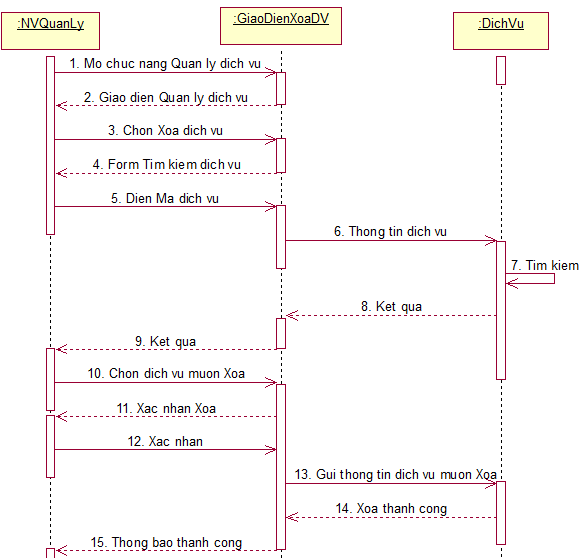 :NVQuanLy
:GiaoDienXoaDV
:DichVu
1. Mo chuc nang Quan ly dich vu
2. Giao dien Quan ly dich vu
3. Chon Xoa dich vu
4. Form Tim kiem dich vu
5. Dien Ma dich vu
6. Thong tin dich vu
7. Tim kiem
8. Ket qua
9. Ket qua
10. Chon dich vu muon Xoa
11. Xac nhan Xoa
12. Xac nhan
13. Gui thong tin dich vu muon Xoa
14. Xoa thanh cong
15. Thong bao thanh cong